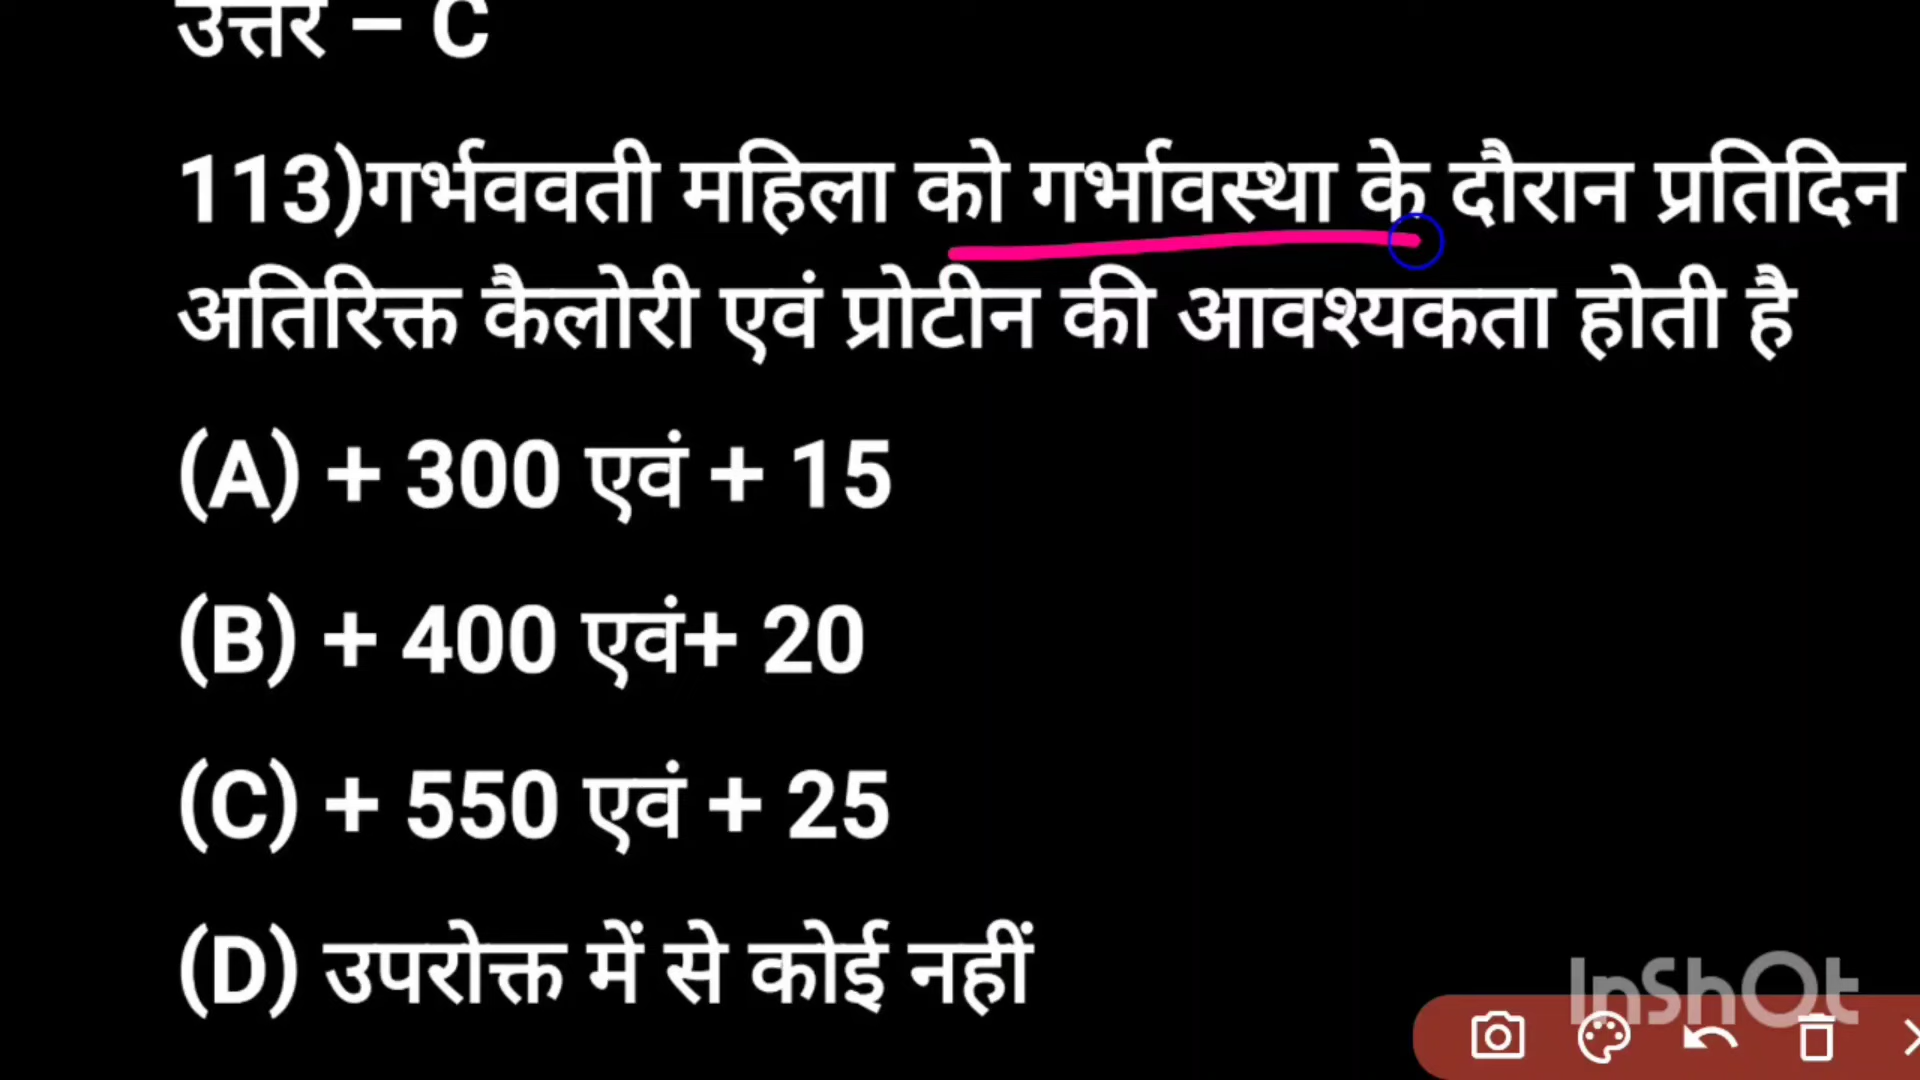 उत्तर – C
113)गर्भववती महिला को गर्भावस्था के दौरान प्रतिदिन
अतिरिक्त कैलोरी एवं प्रोटीन की आवश्यकता होती है
(A) + 300 एवं + 15
(B) + 400 एवं+ 20
(C) + 550 एवं + 25
(D) उपरोक्त में से कोई नहीं
InShOt